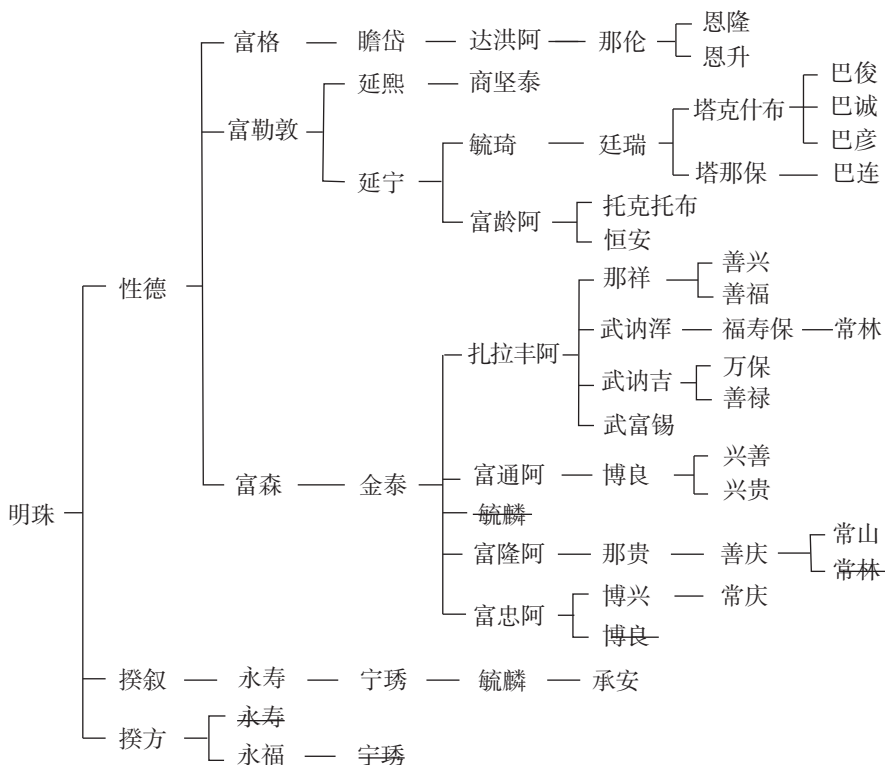 富格 瞻岱 达洪阿 那伦 恩隆
恩升
延熙 商坚泰
富勒敦
塔克什布 巴俊
巴诚
巴彦
毓琦 廷瑞
塔那保 巴连
延宁
富龄阿 托克托布
恒安
性德
那祥 善兴
善福
扎拉丰阿 武讷浑 福寿保 常林
武讷吉 万保
善禄
武富锡
富森 金泰 富通阿 博良 兴善
兴贵
明珠
毓麟
富隆阿 那贵 善庆 常山
常林
富忠阿 博兴 常庆
博良
揆叙 永寿 宁琇 毓麟 承安
揆方 永寿
永福 宁琇